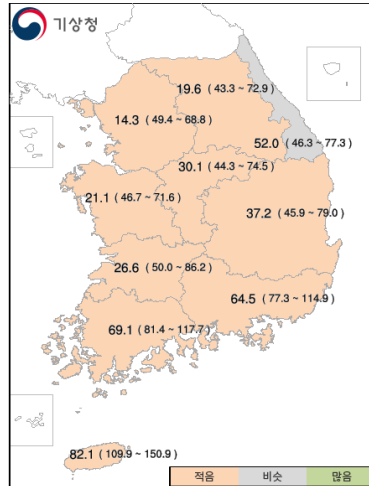 기상청
19.6 ( 43.3 ~ 72.9 )
14.3 ( 49.4 ~ 68.8 )
52.0 ( 46.3 ~ 77.3 )
30.1 ( 44.3 ~ 74.5 )
21.1 ( 46.7 ~ 71.6 )
37.2 ( 45.9 ~ 79.0 )
26.6 ( 50.0 ~ 86.2 )
64.5 ( 77.3 ~ 114.9 )
69.1 ( 81.4 ~ 117.7 )
82.1 ( 109.9 ~ 150.9 )
적음 비슷 많음